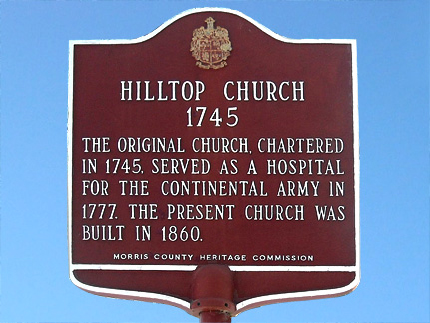 HILLTOP CHURCH
1745
THE ORIGINAL CHURCH, CHARTERED
IN 1745, SERVED AS A HOSPITAL
FOR THE CONTINENTAL ARMY IN
1777. THE PRESENT CHURCH WAS
BUILT IN 1860.
MORRIS COUNTY HERITAGE COMMISSION